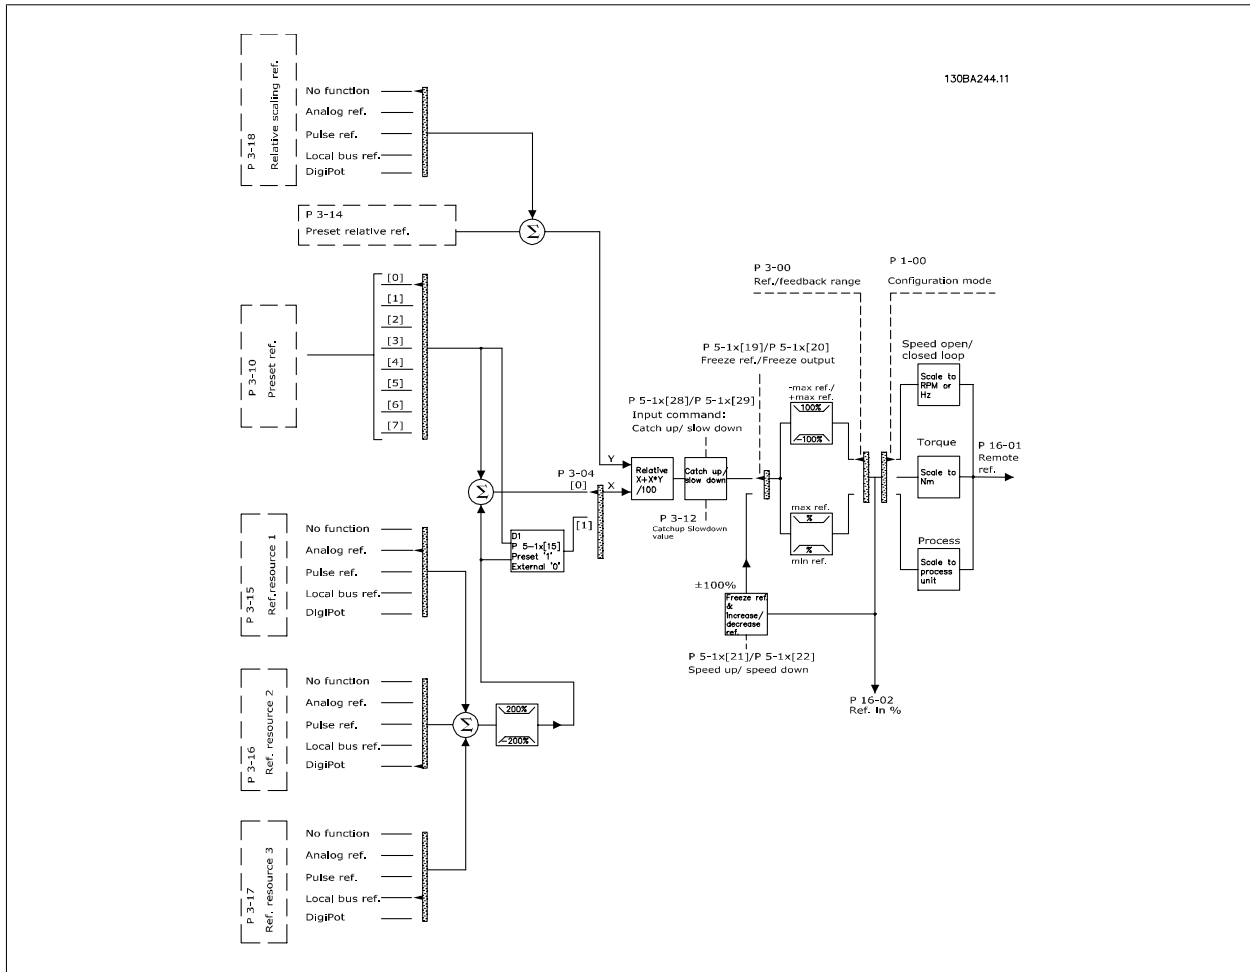 130BA244.11
P 3-18
Relative scaling ref.
No function
Analog ref.
Pulse ref.
Local bus ref.
DigiPot
P 3-14
Preset relative ref.
Σ
P 3-10
Preset ref.
[0]
[1]
[2]
[3]
[4]
[5]
[6]
[7]
P 3-00
Ref./feedback range
P 1-00
Configuration mode
P 5-1x[19]/P 5-1x[20]
Freeze ref./Freeze output
Speed open/
closed loop
Scale to
RPM or
Hz
-max ref./
+max ref.
100%
-100%
P 5-1x[28]/P 5-1x[29]
Input command:
Catch up/ slow down
Y
X
Relative
X+X*Y
/100
Catch up/
slow down
P 3-12
Catchup Slowdown
value
P 3-04
[0]
[1]
Σ
D1
P 5-1x[15]
Preset '1'
External '0'
Torque
Scale to
Nm
P 16-01
Remote
ref.
max ref.
%
%
min ref.
Process
Scale to
process
unit
±100%
Freeze ref.
&
increase/
decrease
ref.
P 5-1x[21]/P 5-1x[22]
Speed up/ speed down
P 16-02
Ref. in %
P 3-15
Ref.resource 1
No function
Analog ref.
Pulse ref.
Local bus ref.
DigiPot
P 3-16
Ref. resource 2
No function
Analog ref.
Pulse ref.
Local bus ref.
DigiPot
Σ
200%
-200%
P 3-17
Ref. resource 3
No function
Analog ref.
Pulse ref.
Local bus ref.
DigiPot